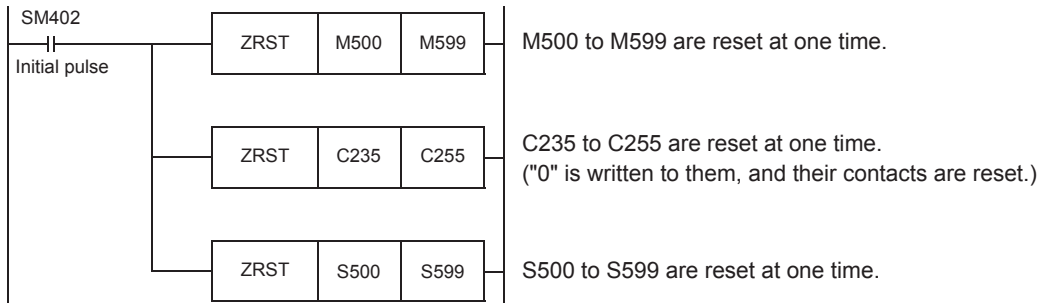 SM402
Initial pulse
ZRST M500 M599 M500 to M599 are reset at one time.
ZRST C235 C255 C235 to C255 are reset at one time.
("0" is written to them, and their contacts are reset.)
ZRST S500 S599 S500 to S599 are reset at one time.